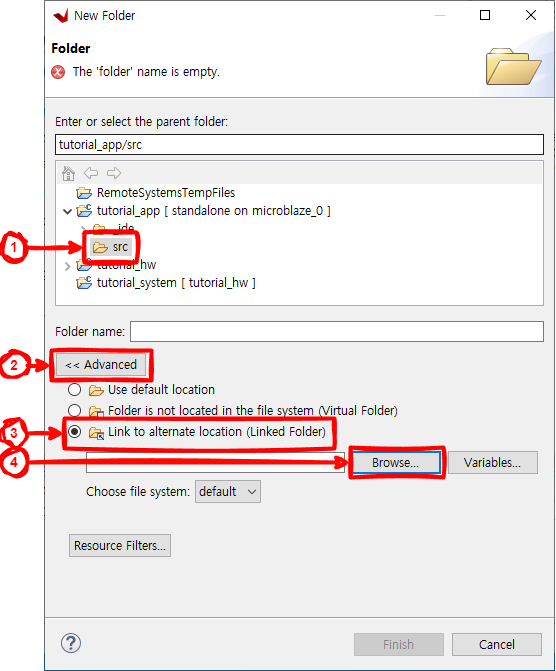 New Folder
Folder
The 'folder' name is empty.
Enter or select the parent folder:
tutorial_app/src
RemoteSystemsTempFiles
tutorial_app [ standalone on microblaze_0 ]
_ide
1
src
tutorial_hw
tutorial_system [ tutorial_hw ]
Folder name:
2
<< Advanced
Use default location
Folder is not located in the file system (Virtual Folder)
3
Link to alternate location (Linked Folder)
4
Browse...
Variables...
Choose file system:
default
Resource Filters...
?
Finish
Cancel